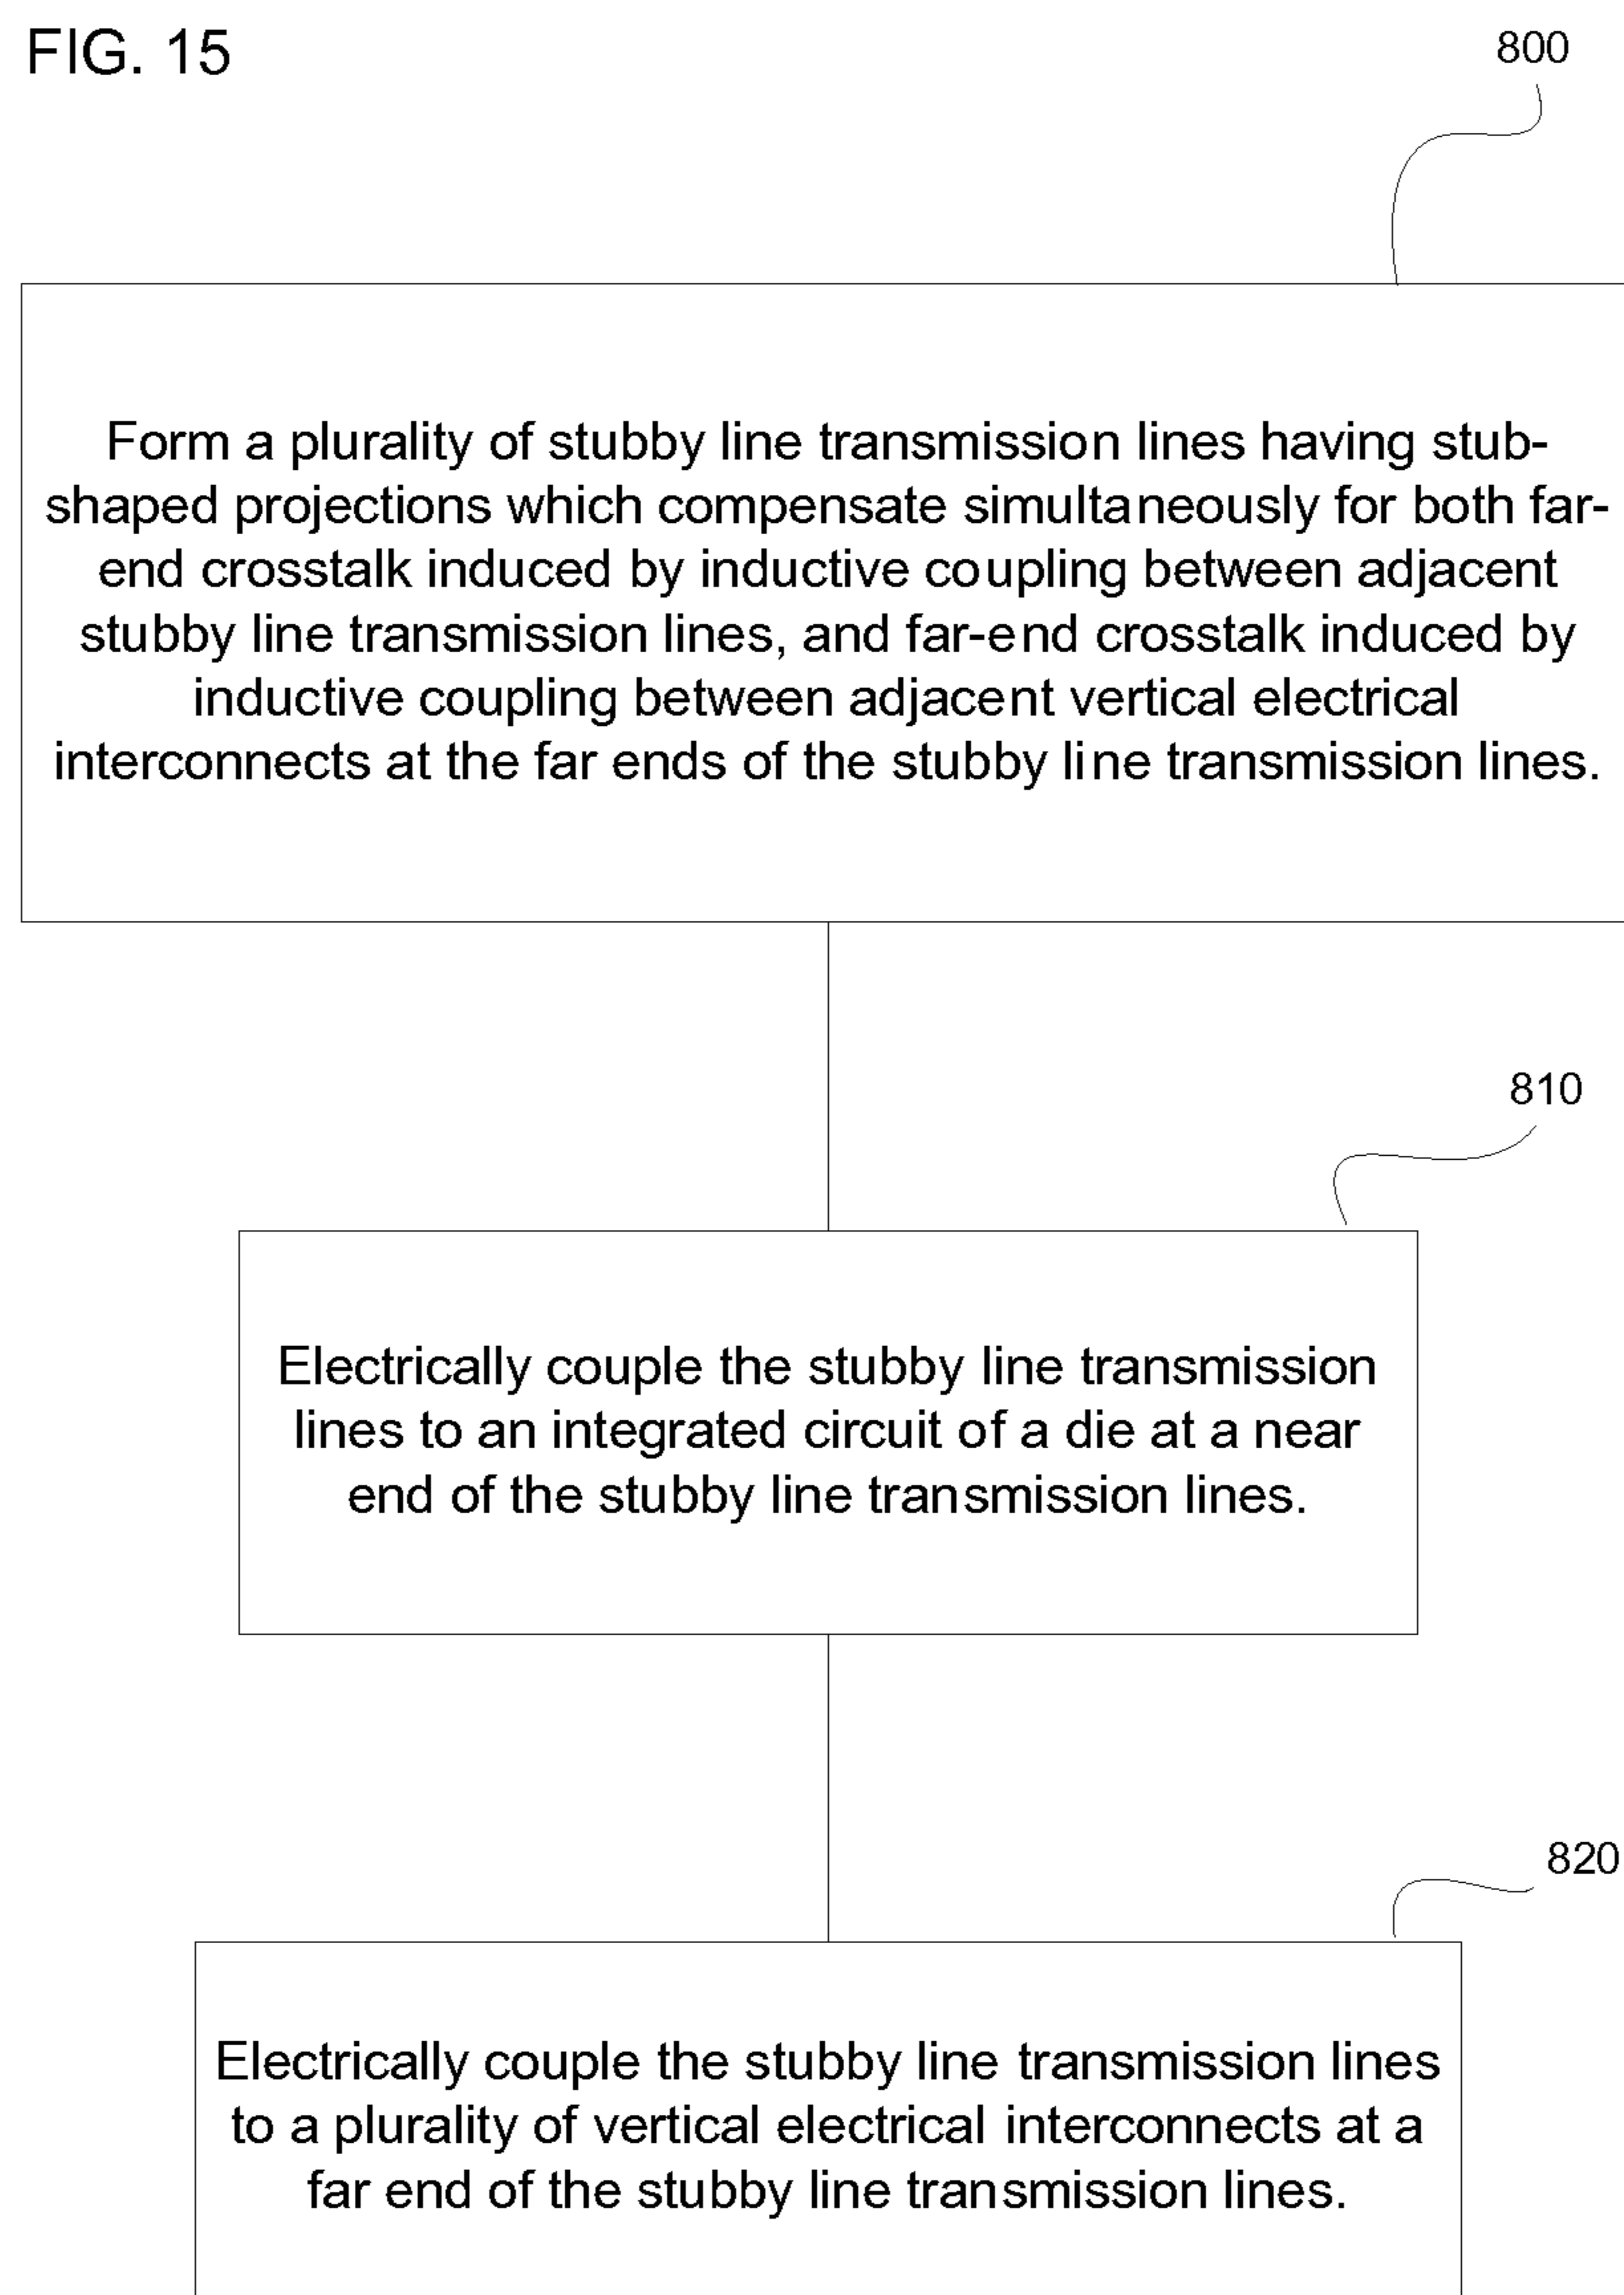 FIG. 15
800
Form a plurality of stubby line transmission lines having stub-
shaped projections which compensate simultaneously for both far-
end crosstalk induced by inductive coupling between adjacent
stubby line transmission lines, and far-end crosstalk induced by
inductive coupling between adjacent vertical electrical
interconnects at the far ends of the stubby line transmission lines.
810
Electrically couple the stubby line transmission
lines to an integrated circuit of a die at a near
end of the stubby line transmission lines.
820
Electrically couple the stubby line transmission lines
to a plurality of vertical electrical interconnects at a
far end of the stubby line transmission lines.